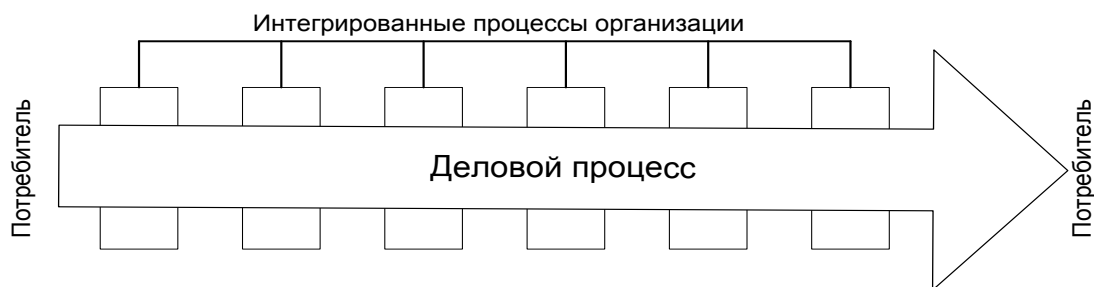 Интегрированные процессы организации
Потребитель
Деловой процесс
Потребитель